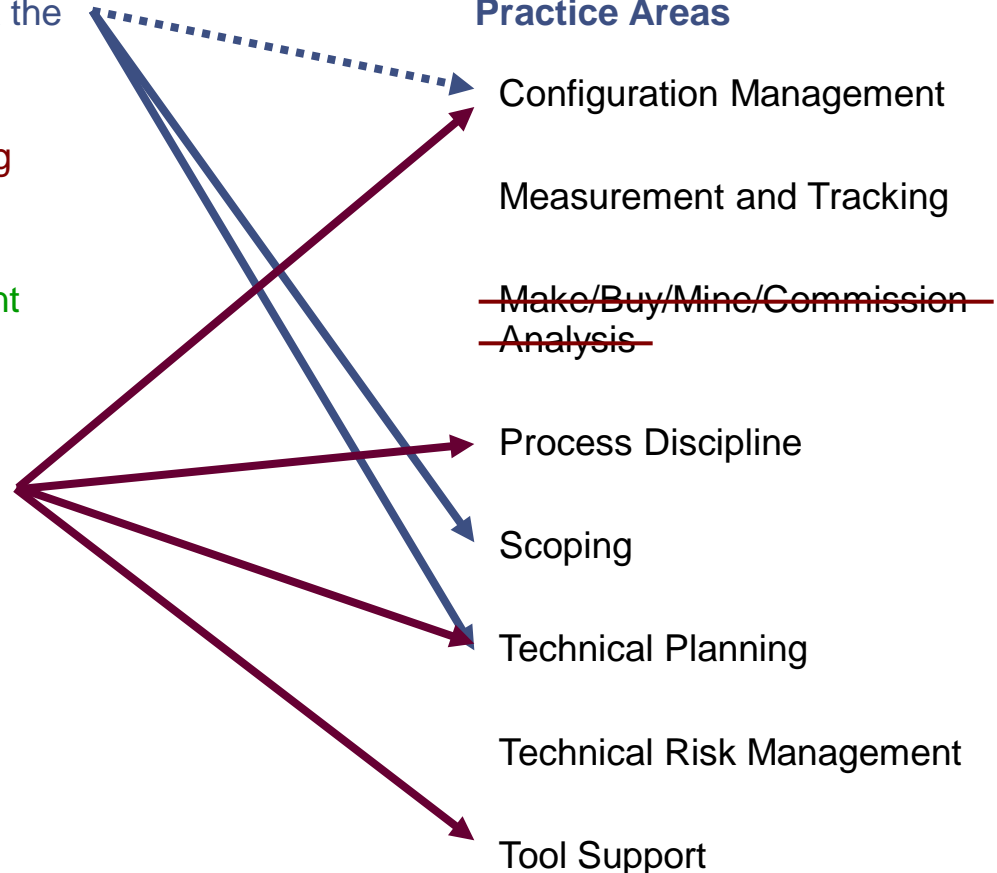 the
Practice Areas
Configuration Management
g
Measurement and Tracking
nt
Make/Buy/Mine/Commission
Analysis
Process Discipline
Scoping
Technical Planning
Technical Risk Management
Tool Support